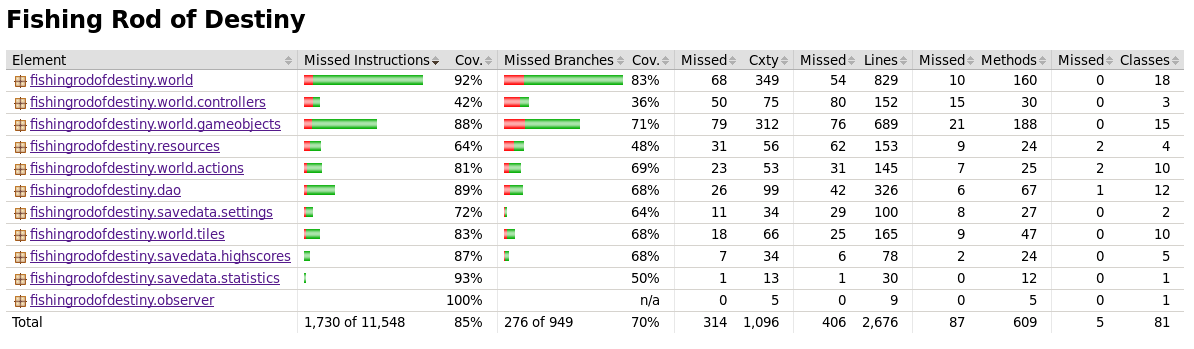 Fishing Rod of Destiny
Element Missed Instructions Cov. Missed Branches Cov. Missed Cxty Missed Lines Missed Methods Missed Classes
fishingrodofdestiny.world 92% 83% 68 349 54 829 10 160 0 18
fishingrodofdestiny.world.controllers 42% 36% 50 75 80 152 15 30 0 3
fishingrodofdestiny.world.gameobjects 88% 71% 79 312 76 689 21 188 0 15
fishingrodofdestiny.resources 64% 48% 31 56 62 153 9 24 2 4
fishingrodofdestiny.world.actions 81% 69% 23 53 31 145 7 25 2 10
fishingrodofdestiny.dao 89% 68% 26 99 42 326 6 67 1 12
fishingrodofdestiny.savedata.settings 72% 64% 11 34 29 100 8 27 0 2
fishingrodofdestiny.world.tiles 83% 68% 18 66 25 165 9 47 0 10
fishingrodofdestiny.savedata.highscores 87% 68% 7 34 6 78 2 24 0 5
fishingrodofdestiny.savedata.statistics 93% 50% 1 13 1 30 0 12 0 1
fishingrodofdestiny.observer 100% n/a 0 5 0 9 0 5 0 1
Total 1,730 of 11,548 85% 276 of 949 70% 314 1,096 406 2,676 87 609 5 81